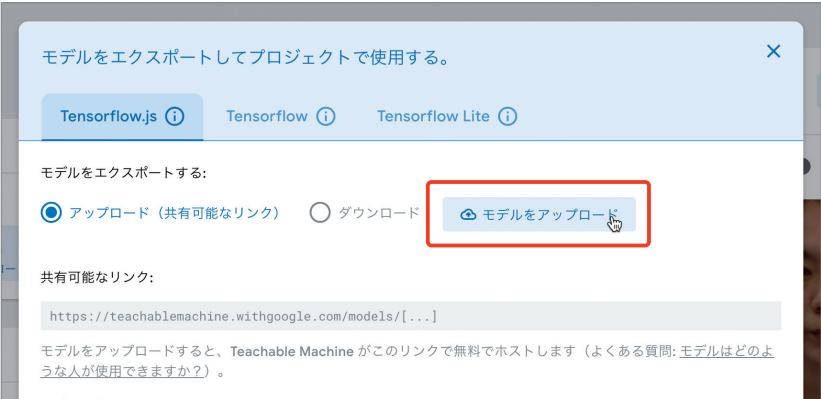 モデルをエクスポートしてプロジェクトで使用する。
Tensorflow.js Tensorflow Tensorflow Lite
モデルをエクスポートする:
アップロード（共有可能なリンク） ダウンロード モデルをアップロード
共有可能なリンク:
https://teachablemachine.withgoogle.com/models/[...]
モデルをアップロードすると、Teachable Machine がこのリンクで無料でホストします（よくある質問: モデルはどのよ
うな人が使用できますか？）。